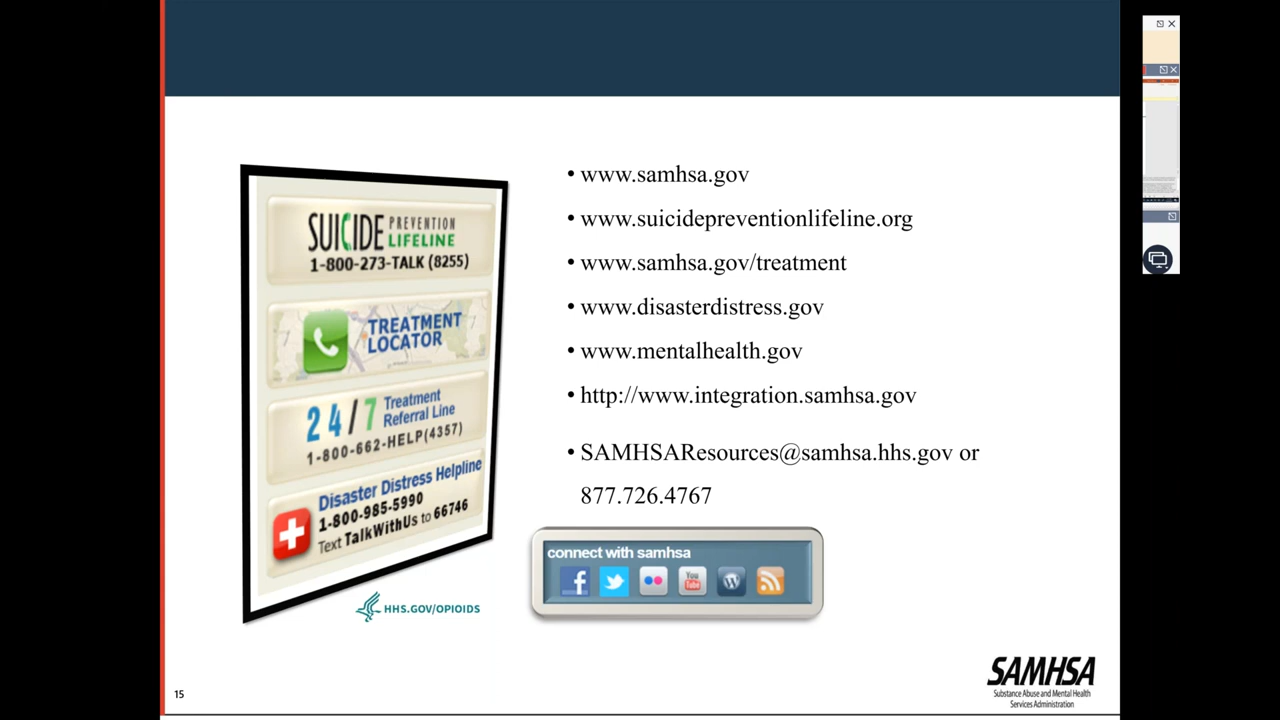 SUICIDE PREVENTION
LIFELINE
1-800-273-TALK (8255)
TREATMENT
LOCATOR
24/7 Treatment
Referral Line
1-800-662-HELP(4357)
Disaster Distress Helpline
1-800-985-5990
Text TalkWithUs to 66746
HHS.GOV/OPIOIDS
• www.samhsa.gov
• www.suicidepreventionlifeline.org
• www.samhsa.gov/treatment
• www.disasterdistress.gov
• www.mentalhealth.gov
• http://www.integration.samhsa.gov
• SAMHSAResources@samhsa.hhs.gov or
877.726.4767
connect with samhsa
You
Tube
15
SAMHSA
Substance Abuse and Mental Health
Services Administration